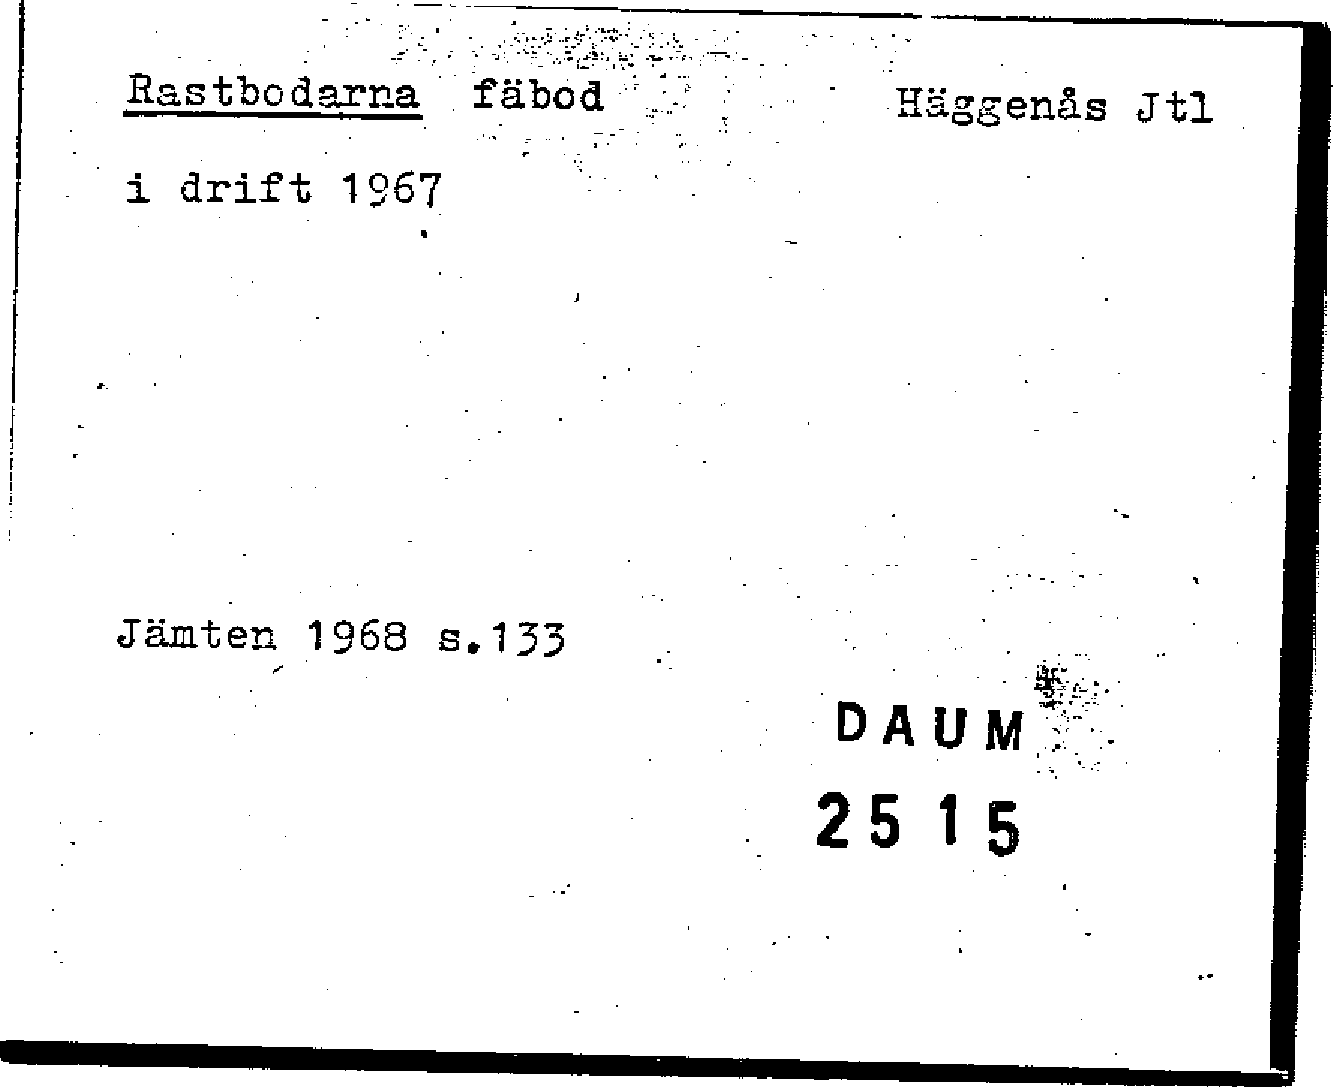 Rastbodarna fäbod Häggenås Jtl
i drift 1967
Jämten 1968 s.133
DAUM
2515